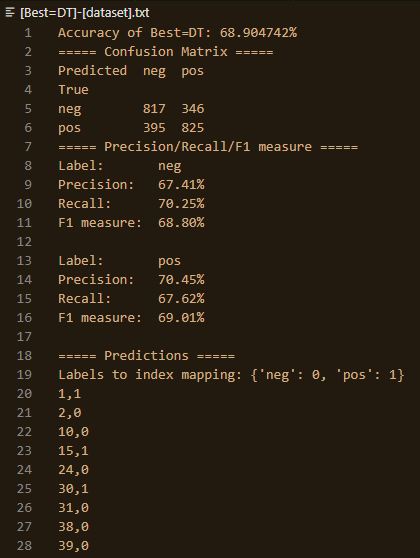 [Best=DT]-[dataset].txt
1 Accuracy of Best=DT: 68.904742%
2 ===== Confusion Matrix =====
3 Predicted  neg  pos
4 True
5 neg        817  346
6 pos        395  825
7 ===== Precision/Recall/F1 measure =====
8 Label:       neg
9 Precision:   67.41%
10 Recall:      70.25%
11 F1 measure:  68.80%
12
13 Label:       pos
14 Precision:   70.45%
15 Recall:      67.62%
16 F1 measure:  69.01%
17
18 ===== Predictions =====
19 Labels to index mapping: {'neg': 0, 'pos': 1}
20 1,1
21 2,0
22 10,0
23 15,1
24 24,0
25 30,1
26 31,0
27 38,0
28 39,0